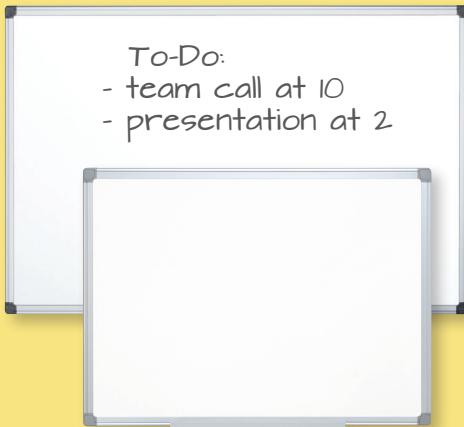 To-Do:
- team call at 10
- presentation at 2